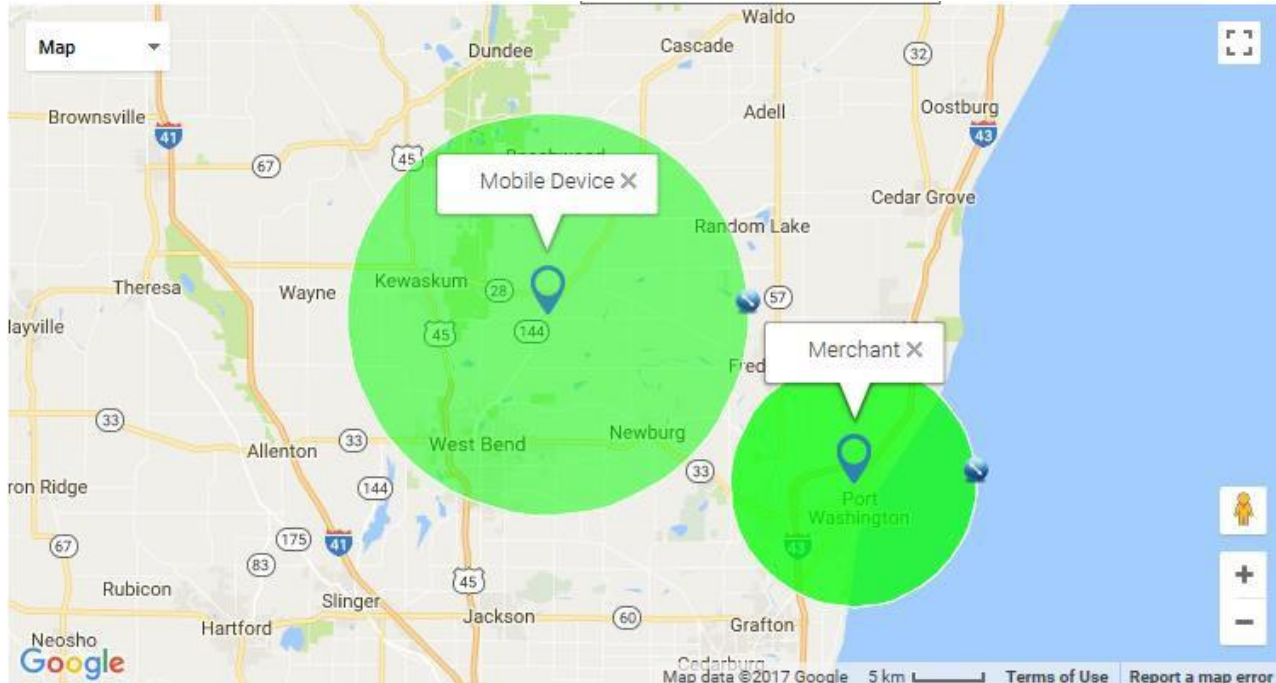 Waldo
Map
Dundee
Cascade
32
Brownsville
41
Adell
Oostburg
43
67
45
Mobile Device ×
Cedar Grove
Random Lake
Theresa
Wayne
Kewaskum
28
57
45
144
Merchant ×
33
Allenton
33
West Bend
Newburg
33
144
Port
Washington
67
175
41
43
83
Rubicon
45
Slinger
Jackson
60
Grafton
Hartford
Neosho
Google
Cedarburg
Map data ©2017 Google
5 km
Terms of Use
Report a map error